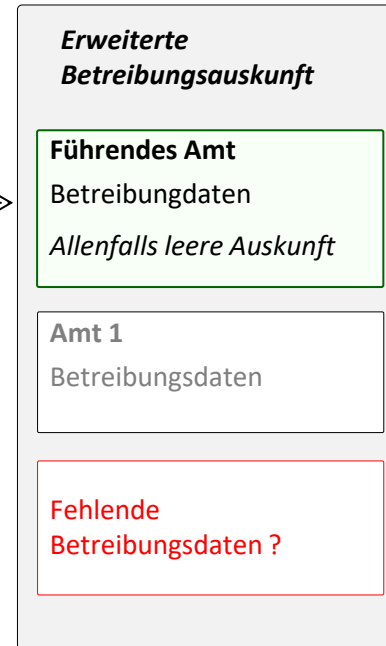 Erweiterte
Betreibungsauskunft
Führendes Amt
Betreibungdaten
Allenfalls leere Auskunft
Amt 1
Betreibungsdaten
Fehlende
Betreibungsdaten ?